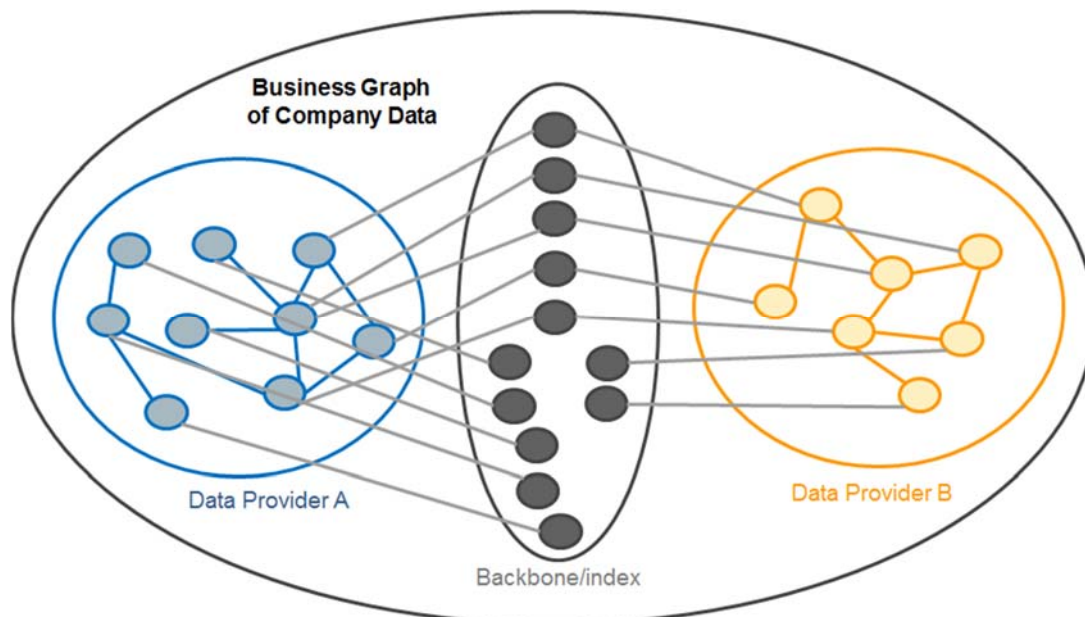 Business Graph
of Company Data
Data Provider A
Data Provider B
Backbone/index